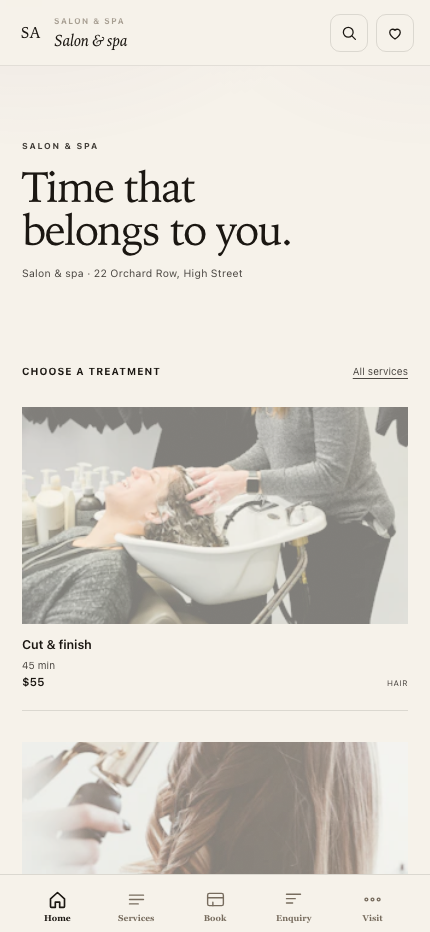 SA
SALON & SPA
Salon & spa
SALON & SPA
Time that
belongs to you.
Salon & spa · 22 Orchard Row, High Street
CHOOSE A TREATMENT
All services
Cut & finish
45 min
$55
HAIR
Home
Services
Book
Enquiry
Visit